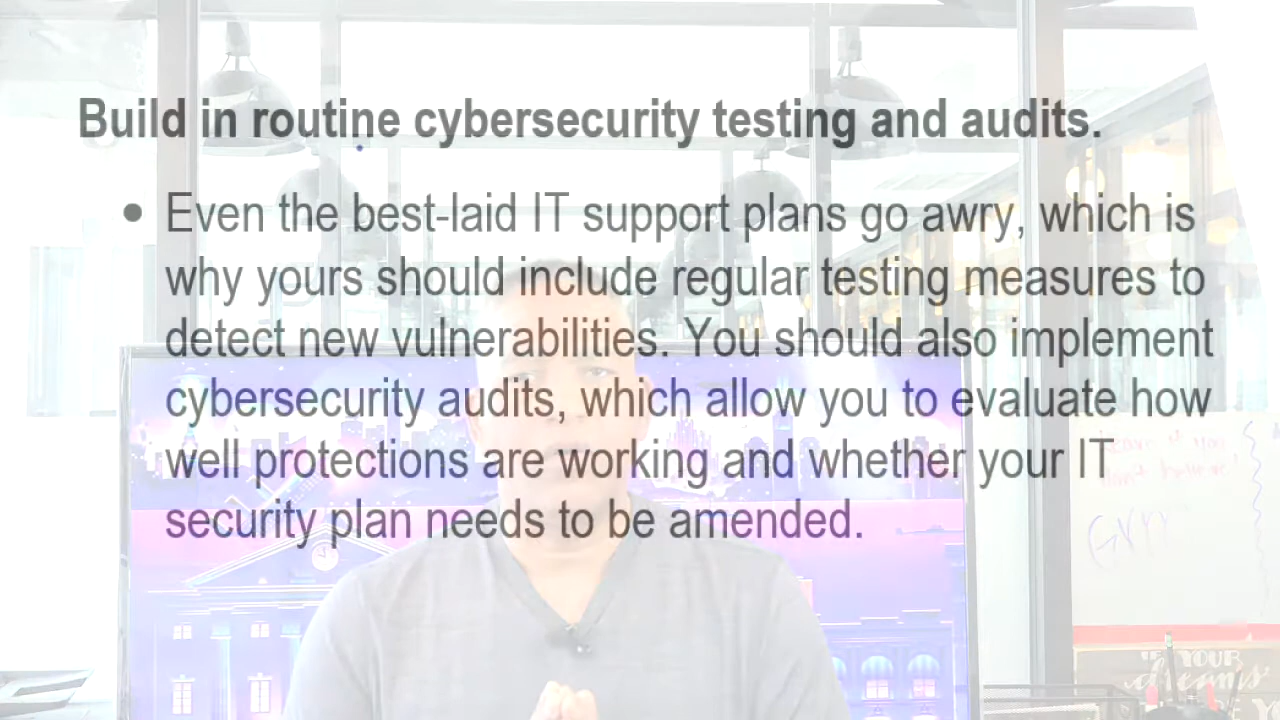 Build in routine cybersecurity testing and audits.
• Even the best-laid IT support plans go awry, which is
why yours should include regular testing measures to
detect new vulnerabilities. You should also implement
cybersecurity audits, which allow you to evaluate how
well protections are working and whether your IT
security plan needs to be amended.
YOUR
dreams